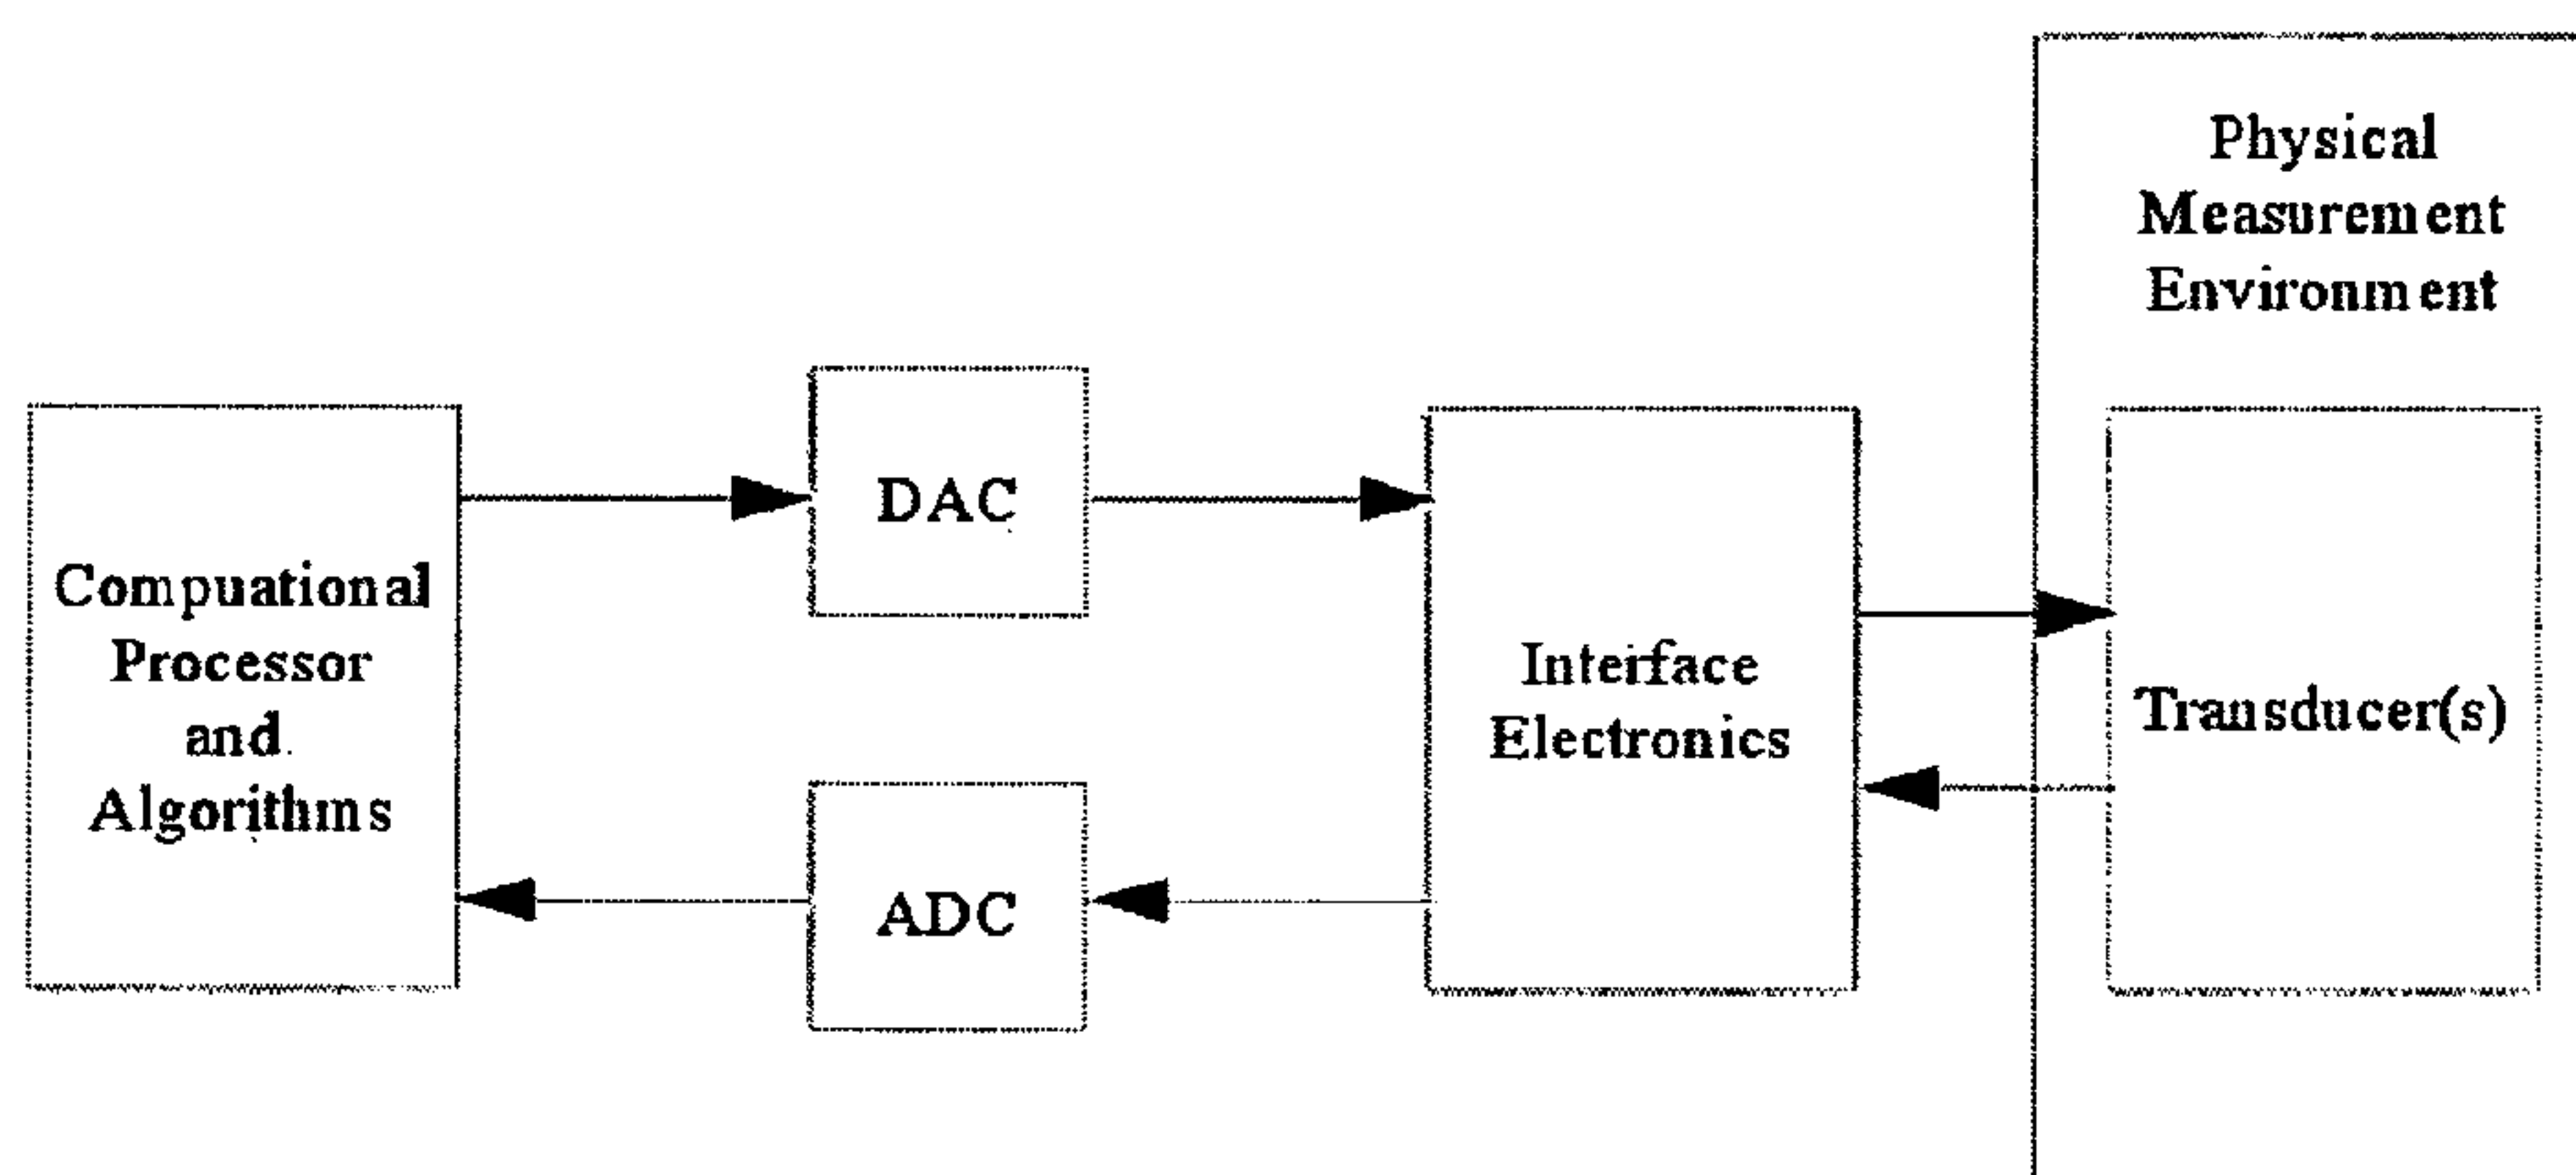 Physical
Measurement
Environment
DAC
Compuational
Processor
and
Algorithms
Interface
Electronics
Transducer(s)
ADC